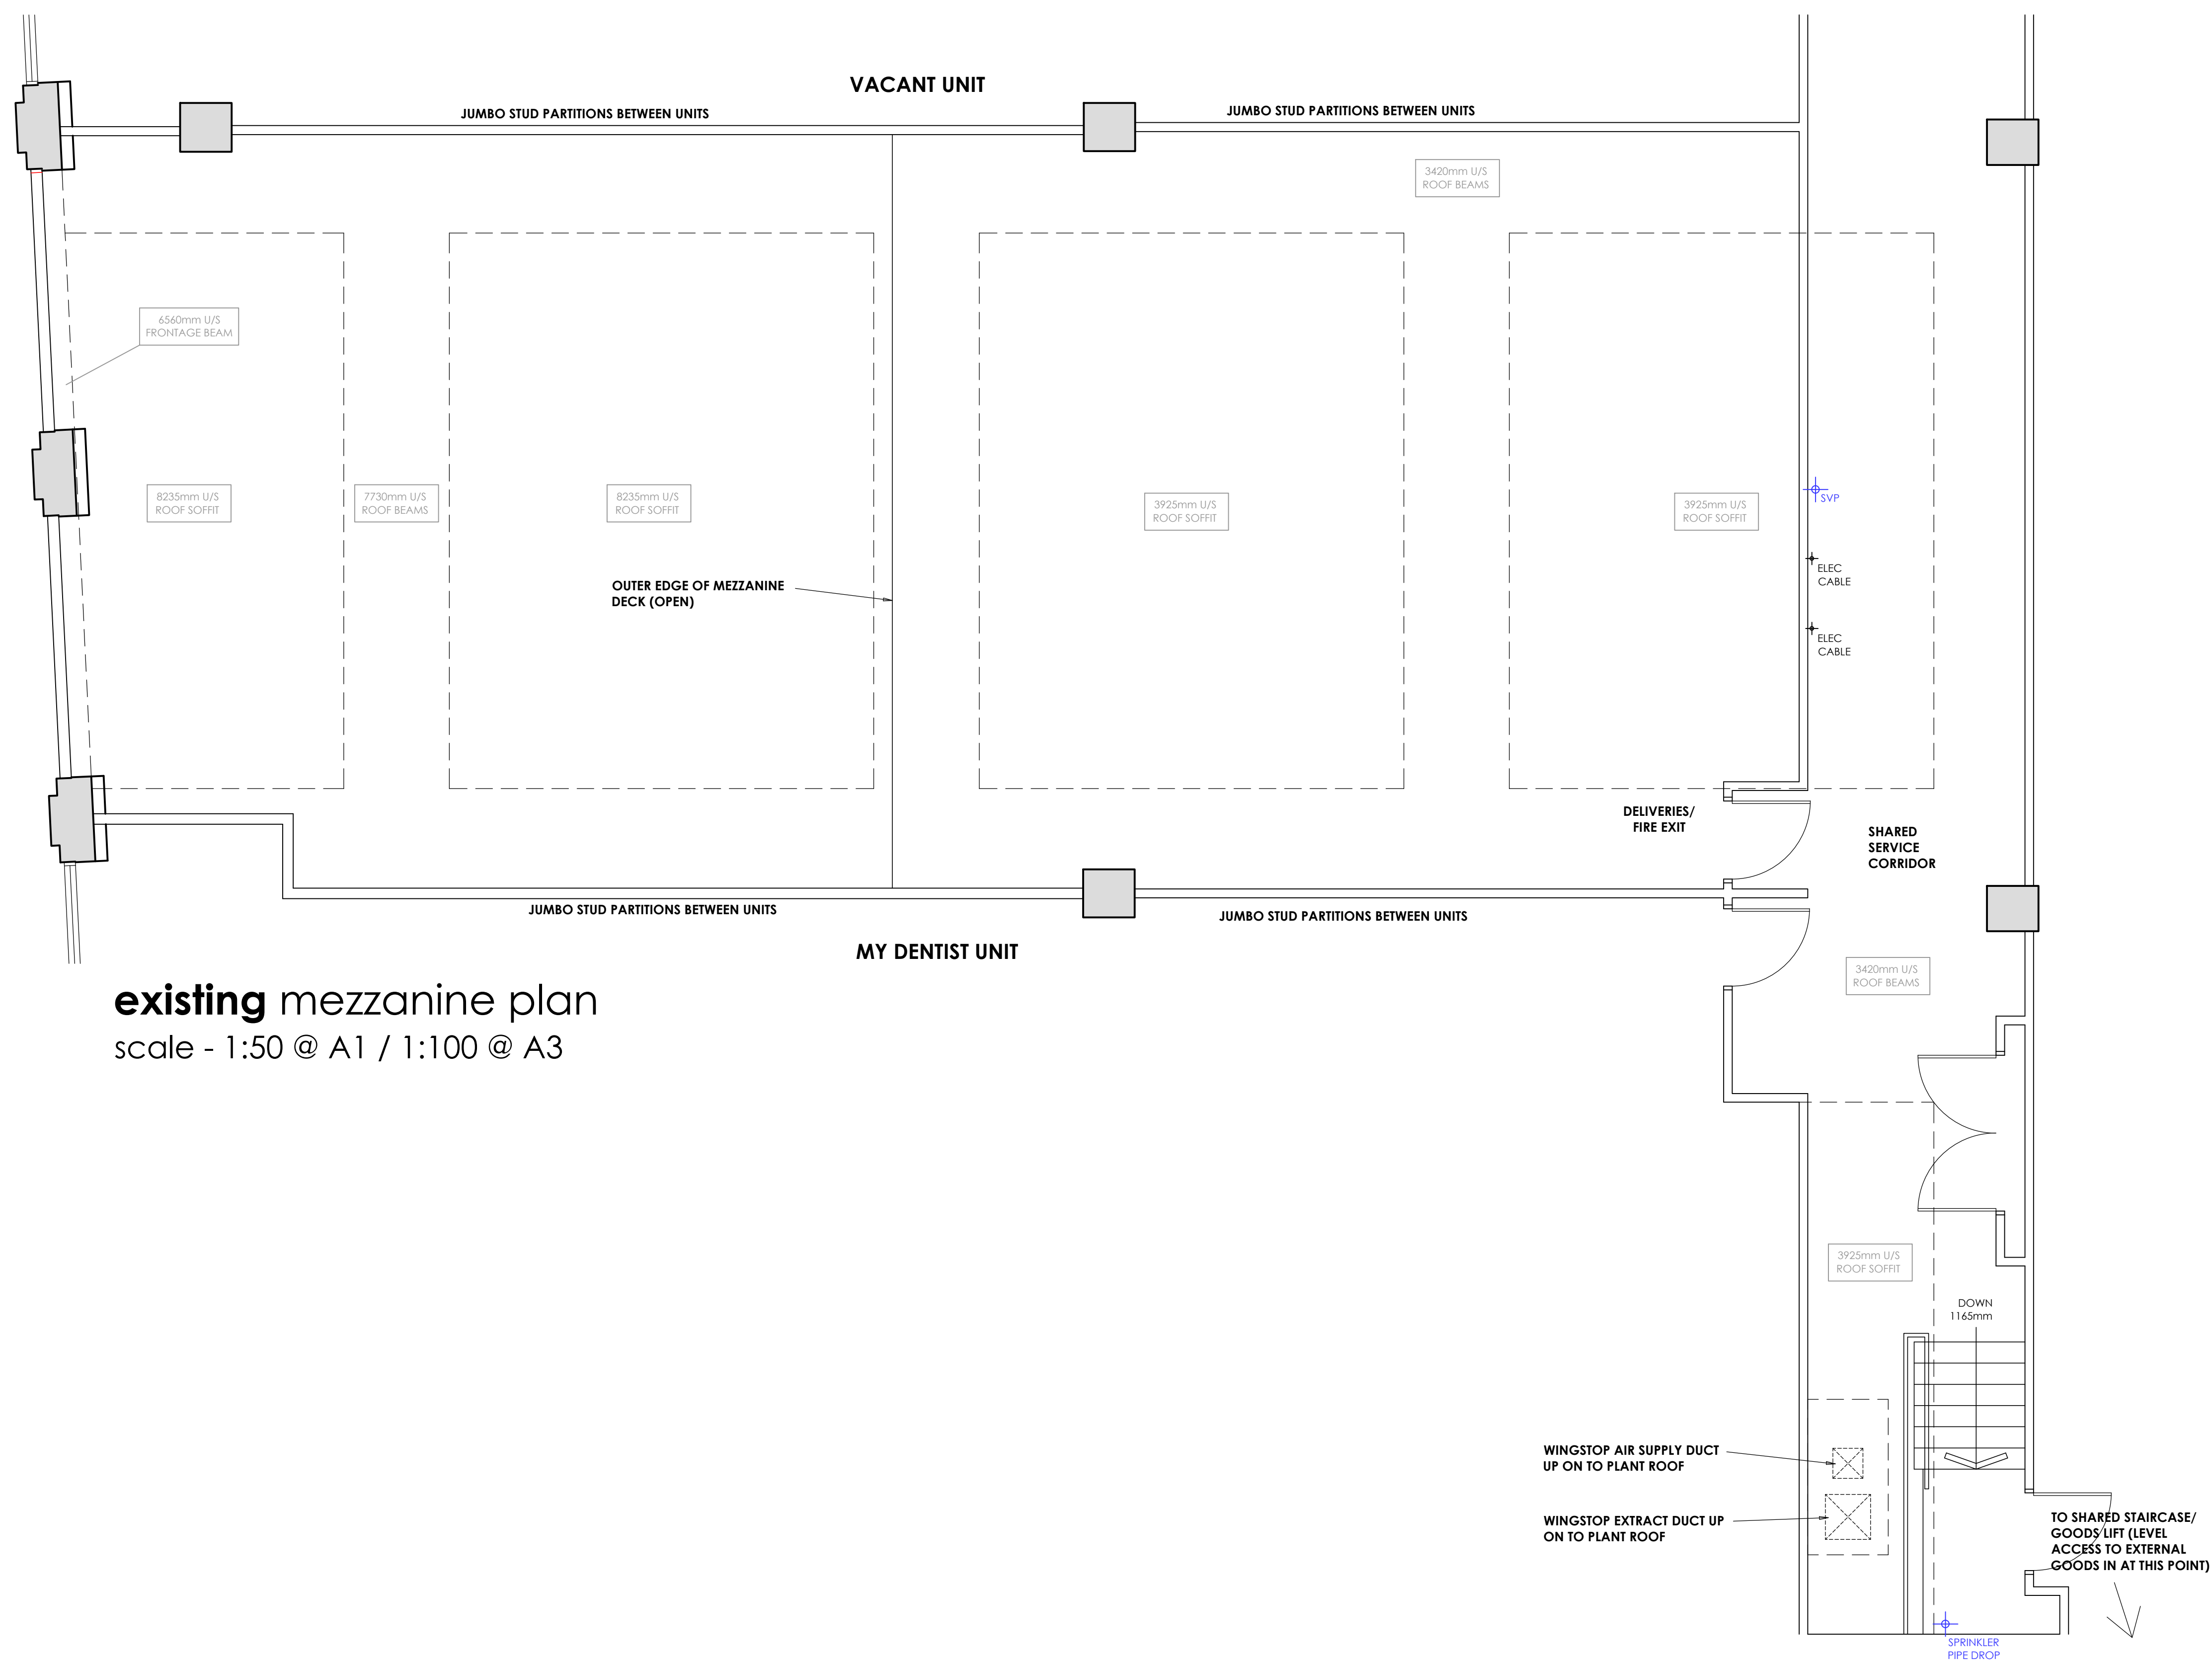 VACANT UNIT
JUMBO STUD PARTITIONS BETWEEN UNITS
JUMBO STUD PARTITIONS BETWEEN UNITS
3420mm U/S
ROOF BEAMS
6560mm U/S
FRONTAGE BEAM
8235mm U/S
ROOF SOFFIT
7730mm U/S
ROOF BEAMS
8235mm U/S
ROOF SOFFIT
3925mm U/S
ROOF SOFFIT
3925mm U/S
ROOF SOFFIT
SVP
ELEC
CABLE
ELEC
CABLE
OUTER EDGE OF MEZZANINE
DECK (OPEN)
DELIVERIES/
FIRE EXIT
SHARED
SERVICE
CORRIDOR
JUMBO STUD PARTITIONS BETWEEN UNITS
JUMBO STUD PARTITIONS BETWEEN UNITS
MY DENTIST UNIT
3420mm U/S
ROOF BEAMS
existing mezzanine plan
scale - 1:50 @ A1 / 1:100 @ A3
3925mm U/S
ROOF SOFFIT
DOWN
1165mm
WINGSTOP AIR SUPPLY DUCT
UP ON TO PLANT ROOF
WINGSTOP EXTRACT DUCT UP
ON TO PLANT ROOF
TO SHARED STAIRCASE/
GOODS LIFT (LEVEL
ACCESS TO EXTERNAL
GOODS IN AT THIS POINT)
SPRINKLER
PIPE DROP